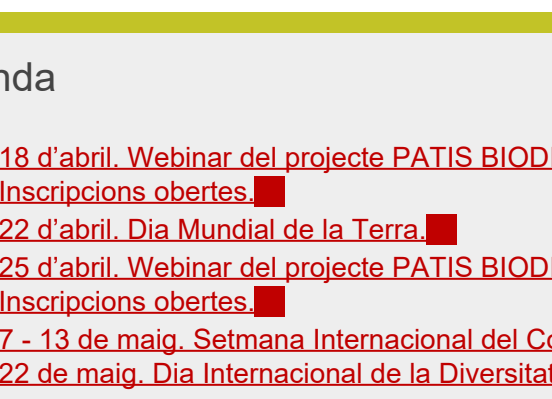 nda
18 d’abril. Webinar del projecte PATIS BIODI
Inscripcions obertes.
22 d’abril. Dia Mundial de la Terra.
25 d’abril. Webinar del projecte PATIS BIODI
Inscripcions obertes.
7 - 13 de maig. Setmana Internacional del Co
22 de maig. Dia Internacional de la Diversitat